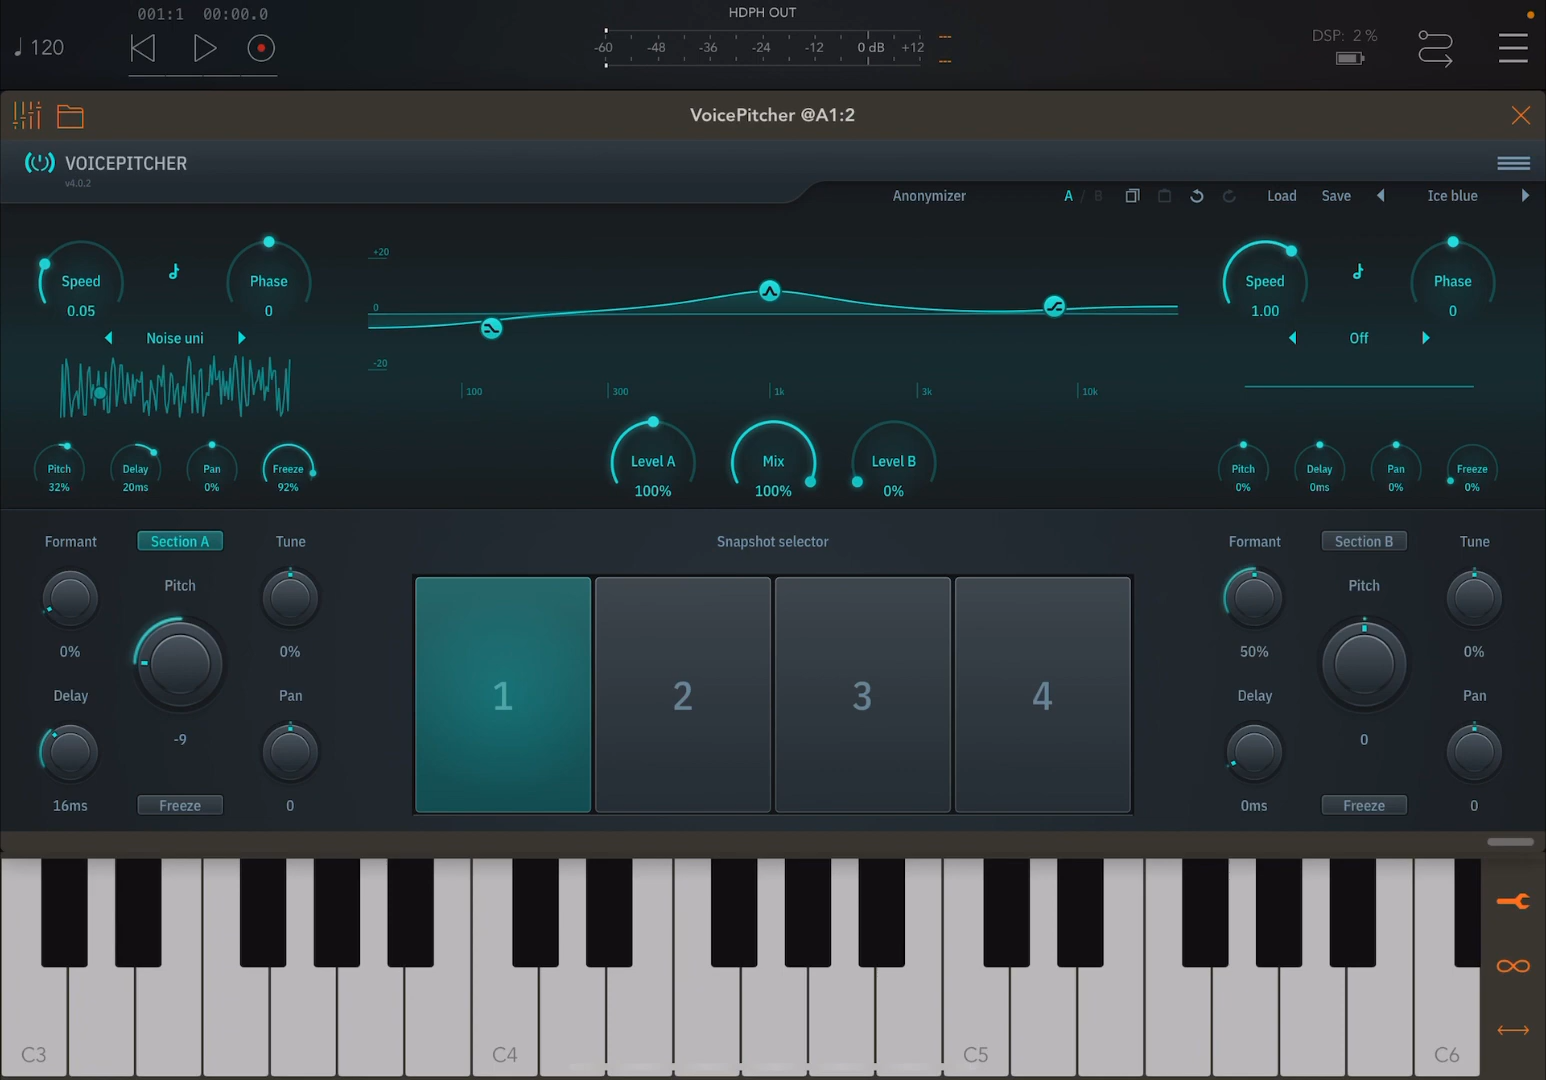 001:1 00:00.0
HDPH OUT
♩ 120
-60 -48 -36 -24 -12 0 dB +12
---
---
DSP: 2 %
VoicePitcher @A1:2
VOICEPITCHER
v4.0.2
Anonymizer A / B Load Save Ice blue
Speed
0.05
Phase
0
Noise uni
Pitch
32%
Delay
20ms
Pan
0%
Freeze
92%
+20
0
-20
100 300 1k 3k 10k
Level A
100%
Mix
100%
Level B
0%
Speed
1.00
Phase
0
Off
Pitch
0%
Delay
0ms
Pan
0%
Freeze
0%
Formant
0%
Delay
16ms
Section A
Pitch
-9
Freeze
Tune
0%
Pan
0
Snapshot selector
1 2 3 4
Formant
50%
Delay
0ms
Section B
Pitch
0
Freeze
Tune
0%
Pan
0
C3 C4 C5 C6